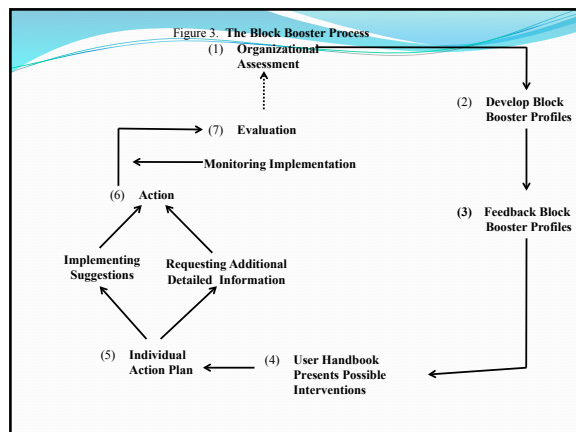 Figure 3. The Block Booster Process
(1) Organizational
Assessment
(2) Develop Block
Booster Profiles
(3) Feedback Block
Booster Profiles
(4) User Handbook
Presents Possible
Interventions
(5) Individual
Action Plan
Implementing
Suggestions
Requesting Additional
Detailed Information
(6) Action
Monitoring Implementation
(7) Evaluation